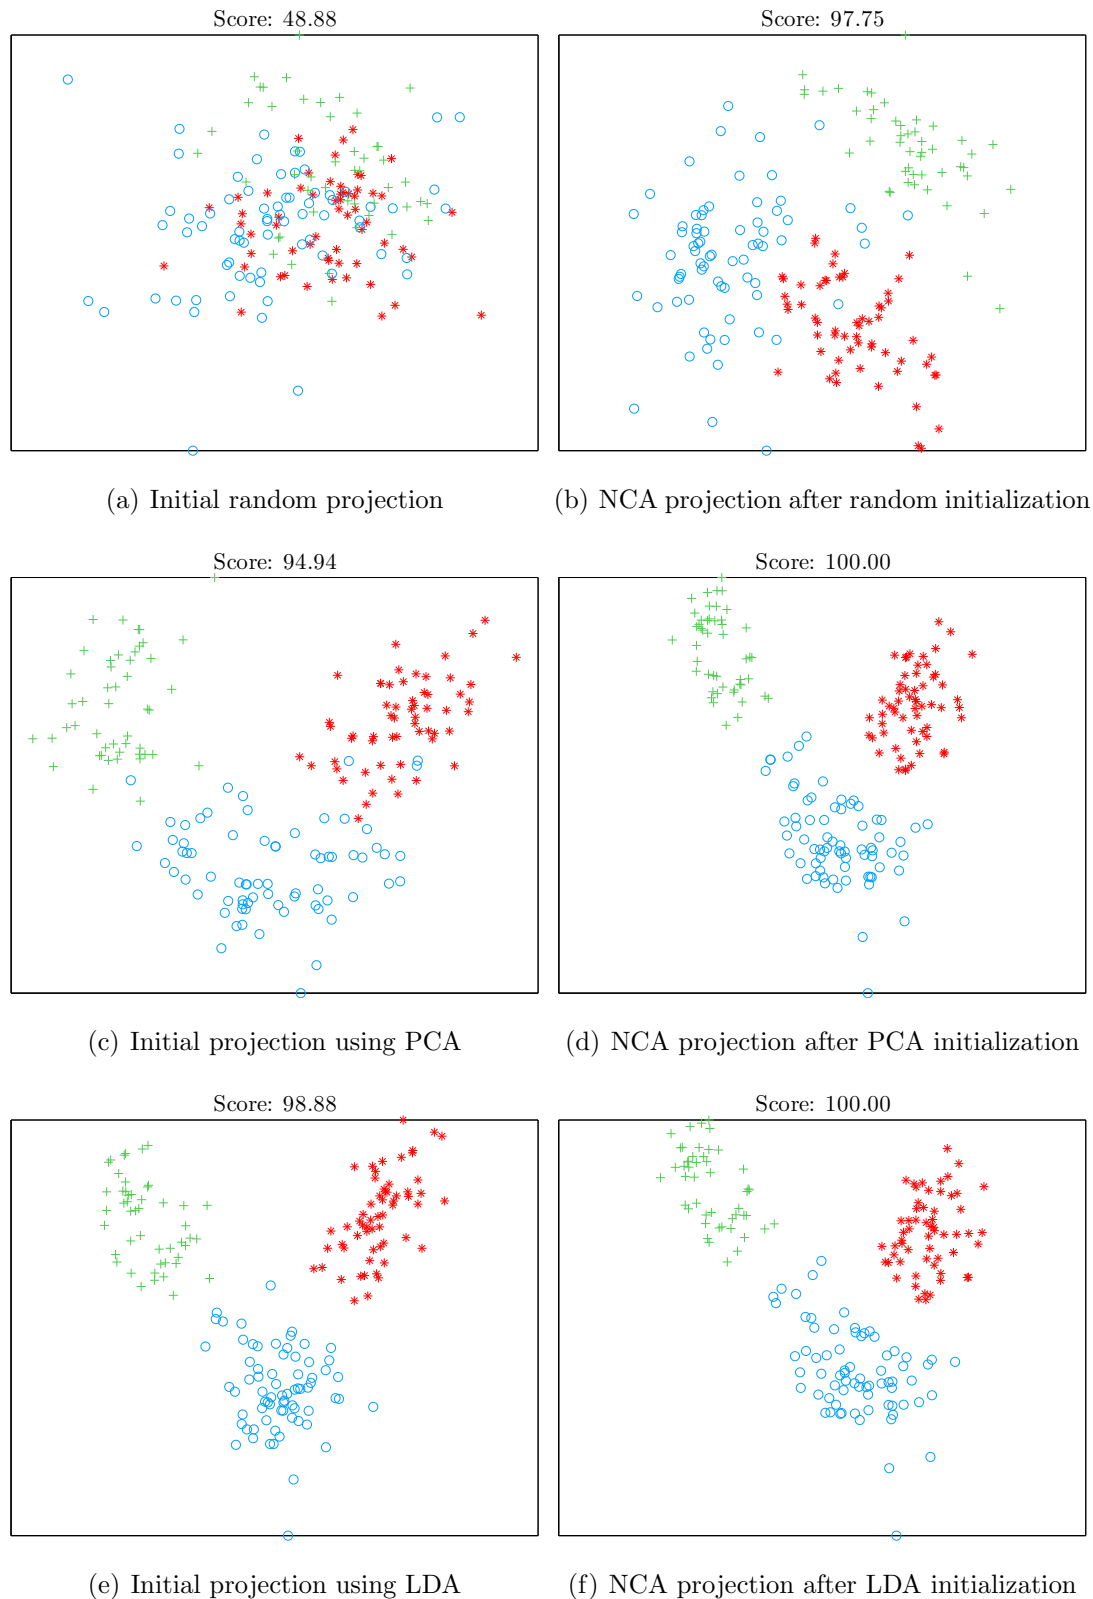 Score: 48.88
Score: 97.75
(a) Initial random projection
(b) NCA projection after random initialization
Score: 94.94
Score: 100.00
(c) Initial projection using PCA
(d) NCA projection after PCA initialization
Score: 98.88
Score: 100.00
(e) Initial projection using LDA
(f) NCA projection after LDA initialization